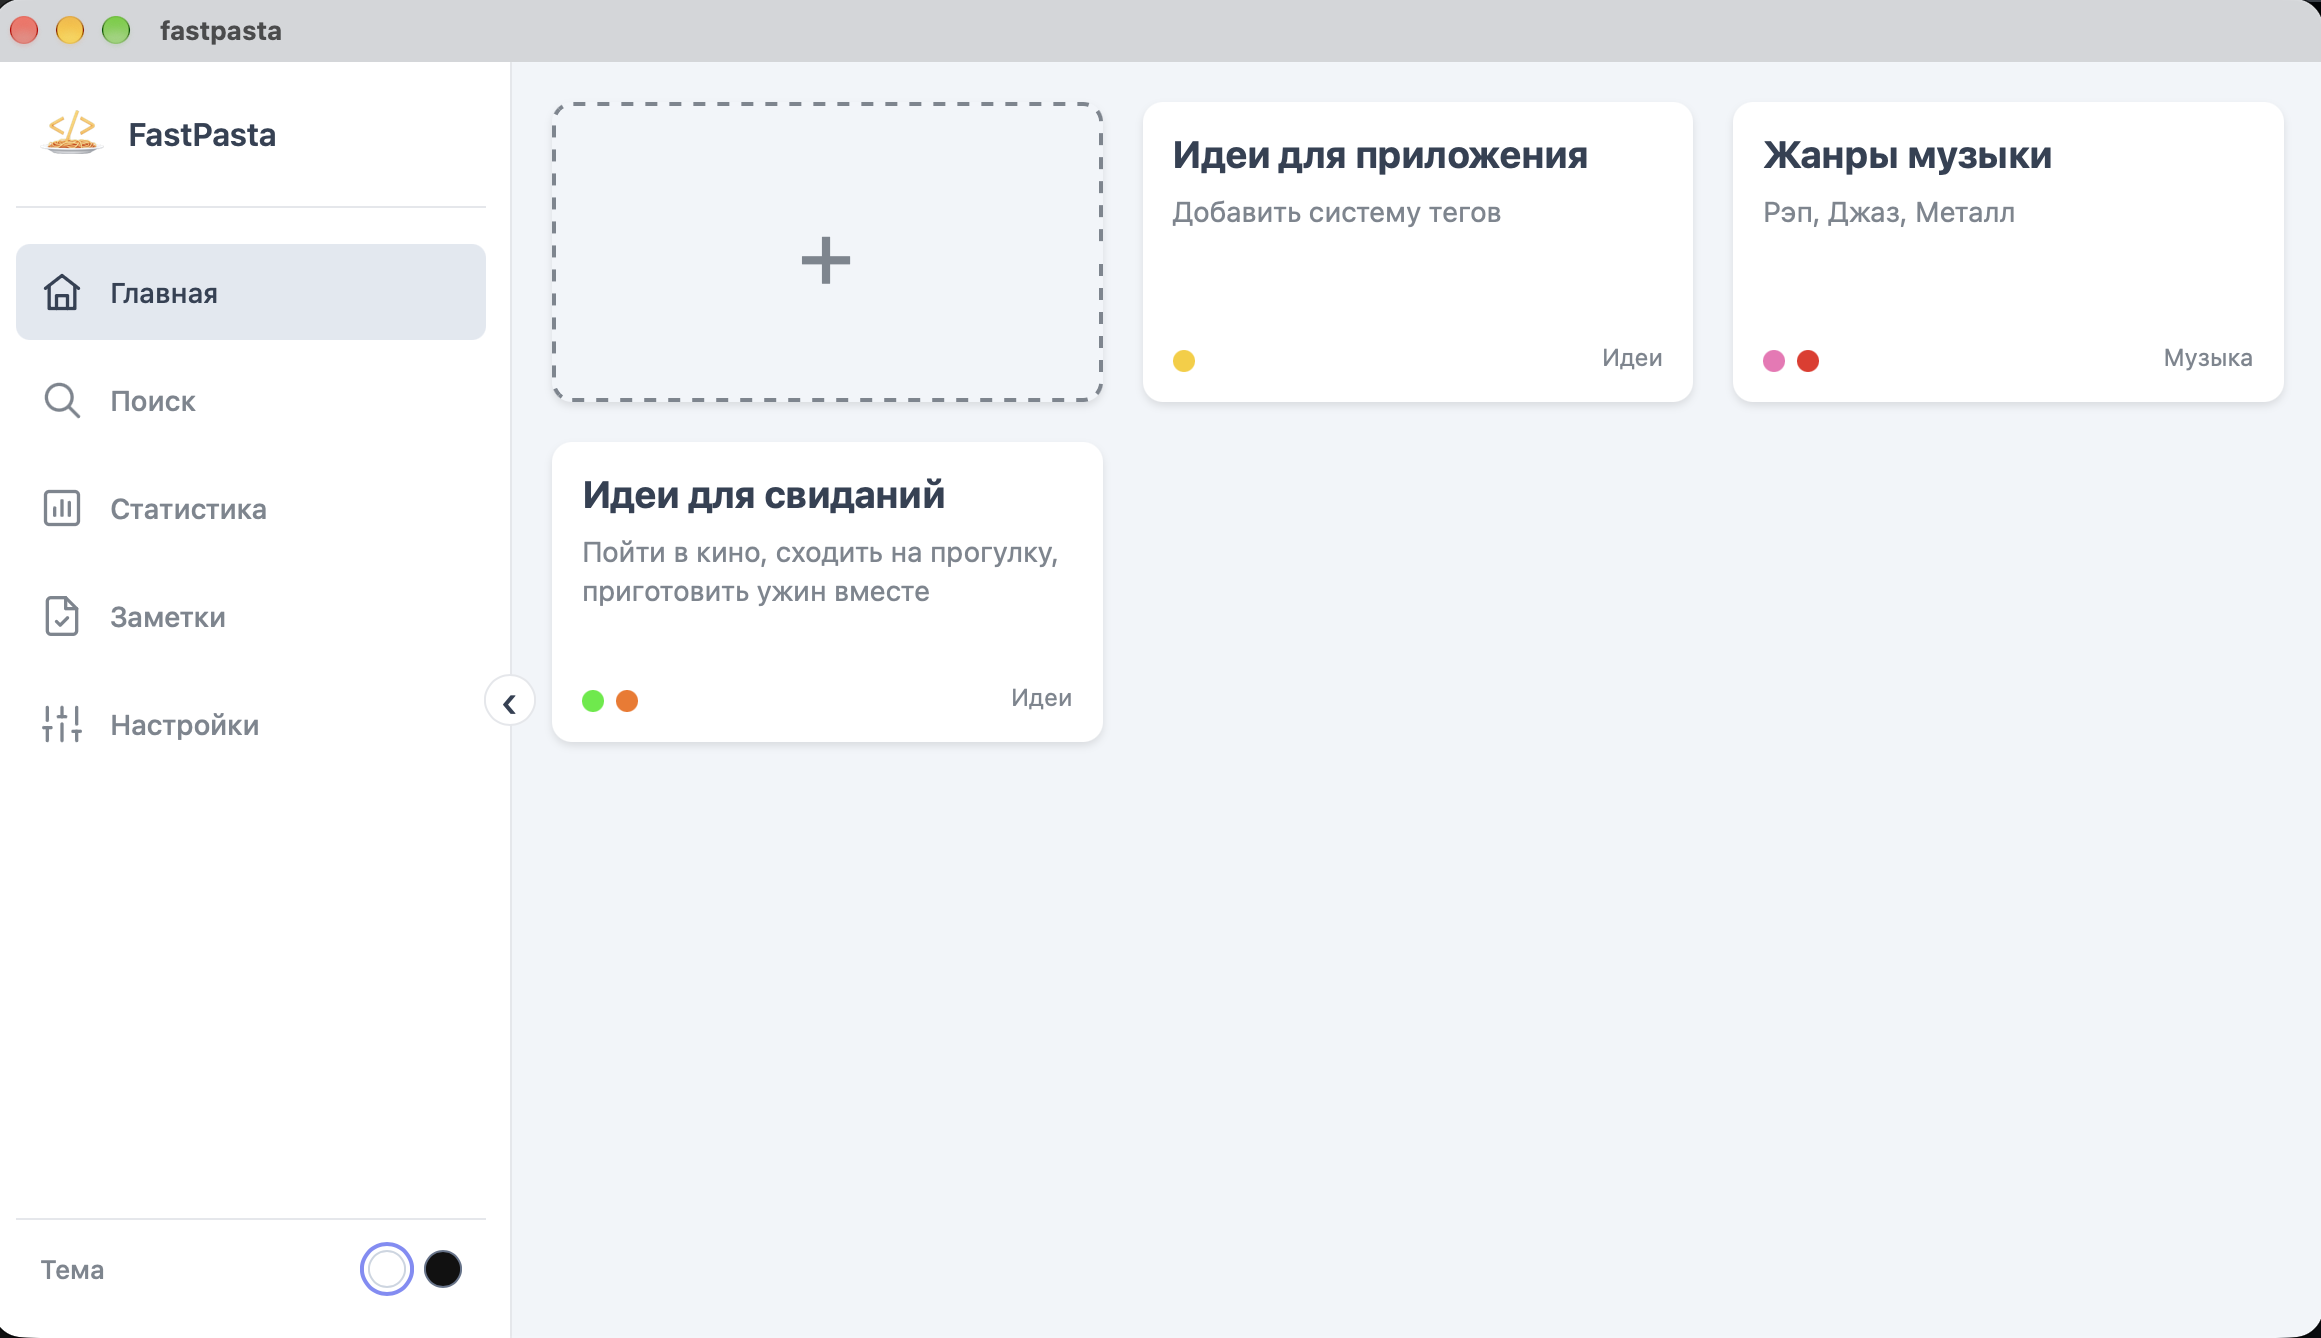 fastpasta
FastPasta
Главная
Поиск
Статистика
Заметки
Настройки
Тема
Идеи для приложения
Добавить систему тегов
Идеи
Жанры музыки
Рэп, Джаз, Металл
Музыка
Идеи для свиданий
Пойти в кино, сходить на прогулку,
приготовить ужин вместе
Идеи